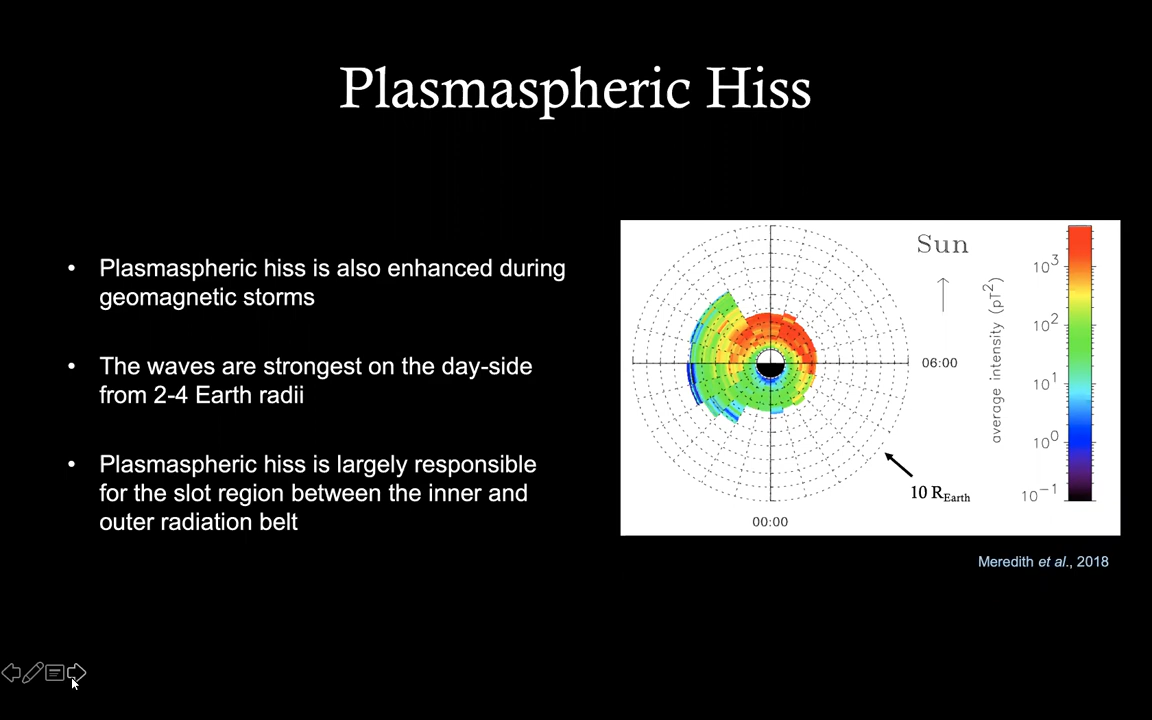 Plasmaspheric Hiss
• Plasmaspheric hiss is also enhanced during
geomagnetic storms
• The waves are strongest on the day-side
from 2-4 Earth radii
• Plasmaspheric hiss is largely responsible
for the slot region between the inner and
outer radiation belt
Sun
06:00
00:00
10 R_Earth
average intensity (pT²)
10³
10²
10¹
10⁰
10⁻¹
Meredith et al., 2018